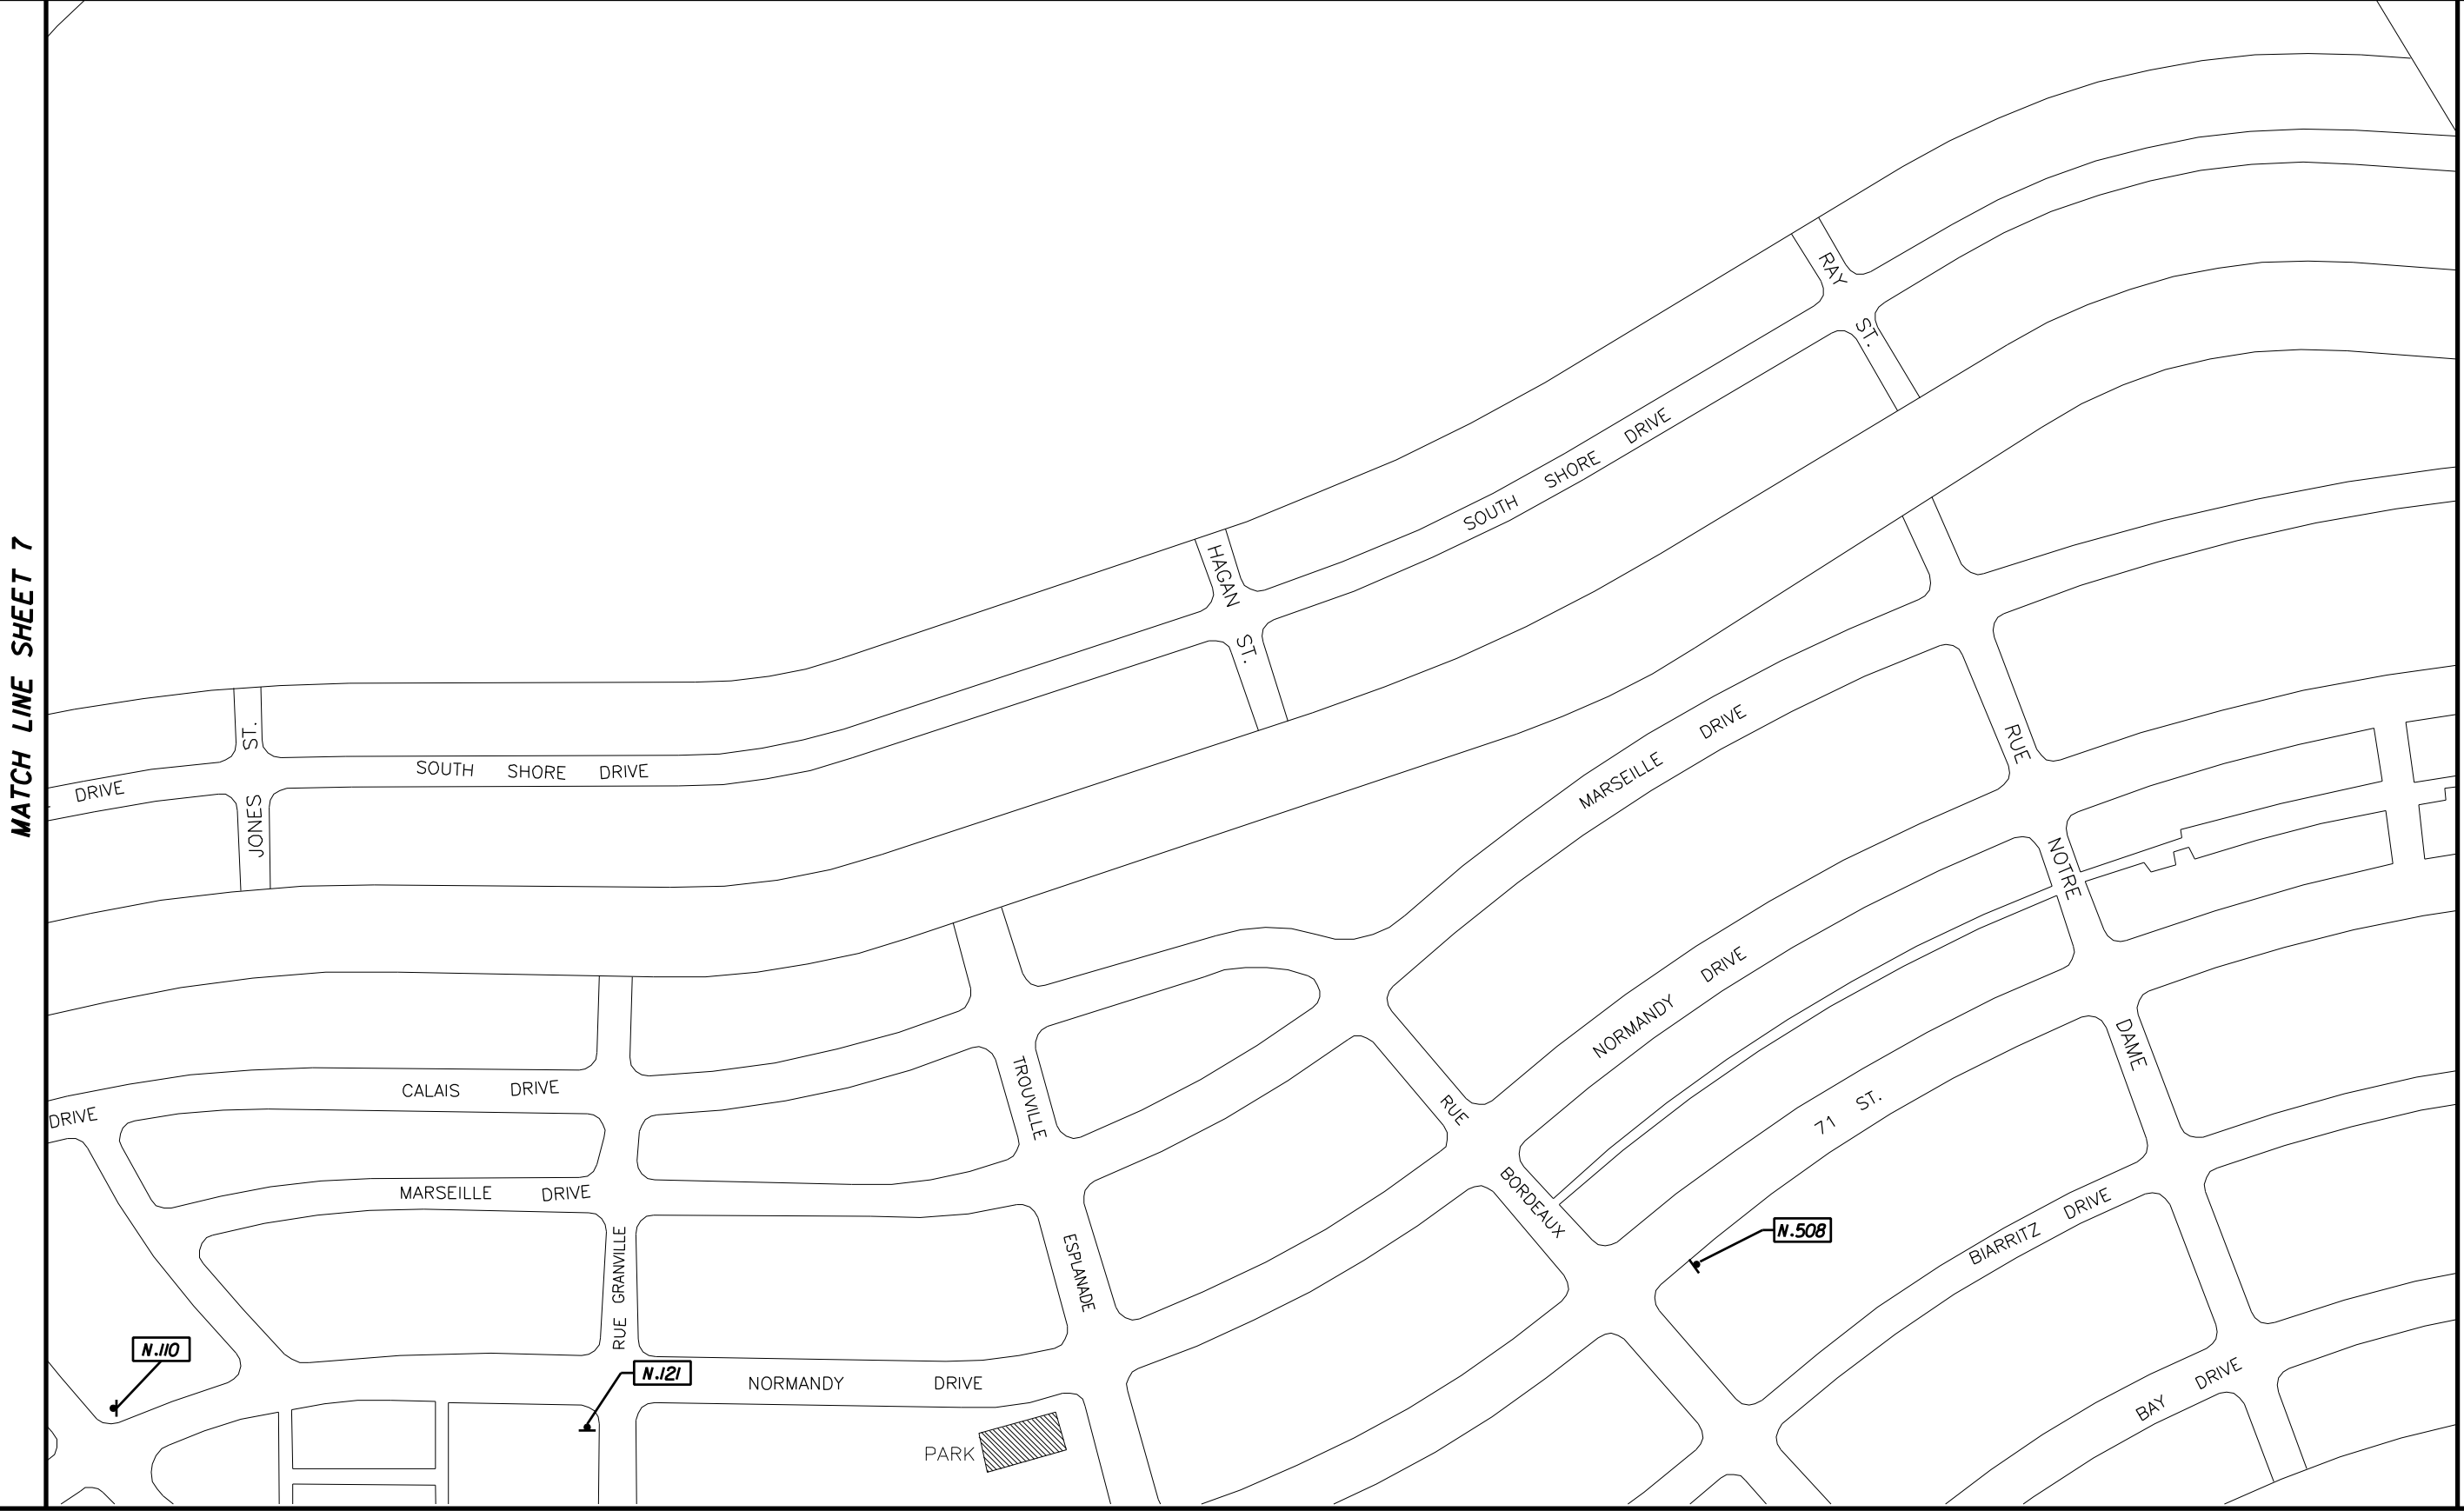 MATCH LINE SHEET 7
RAY ST.
SOUTH SHORE DRIVE
HAGAN ST.
JONES ST.
SOUTH SHORE DRIVE
DRIVE
MARSEILLE DRIVE
RUE NOTRE DAME
NORMANDY DRIVE
71 ST.
CALAIS DRIVE
DRIVE
TROUVILLE ESPLANADE
RUE BORDEAUX
MARSEILLE DRIVE
RUE GRANVILLE
BIARRITZ DRIVE
N.508
N.110
N.121
NORMANDY DRIVE
BAY DRIVE
PARK